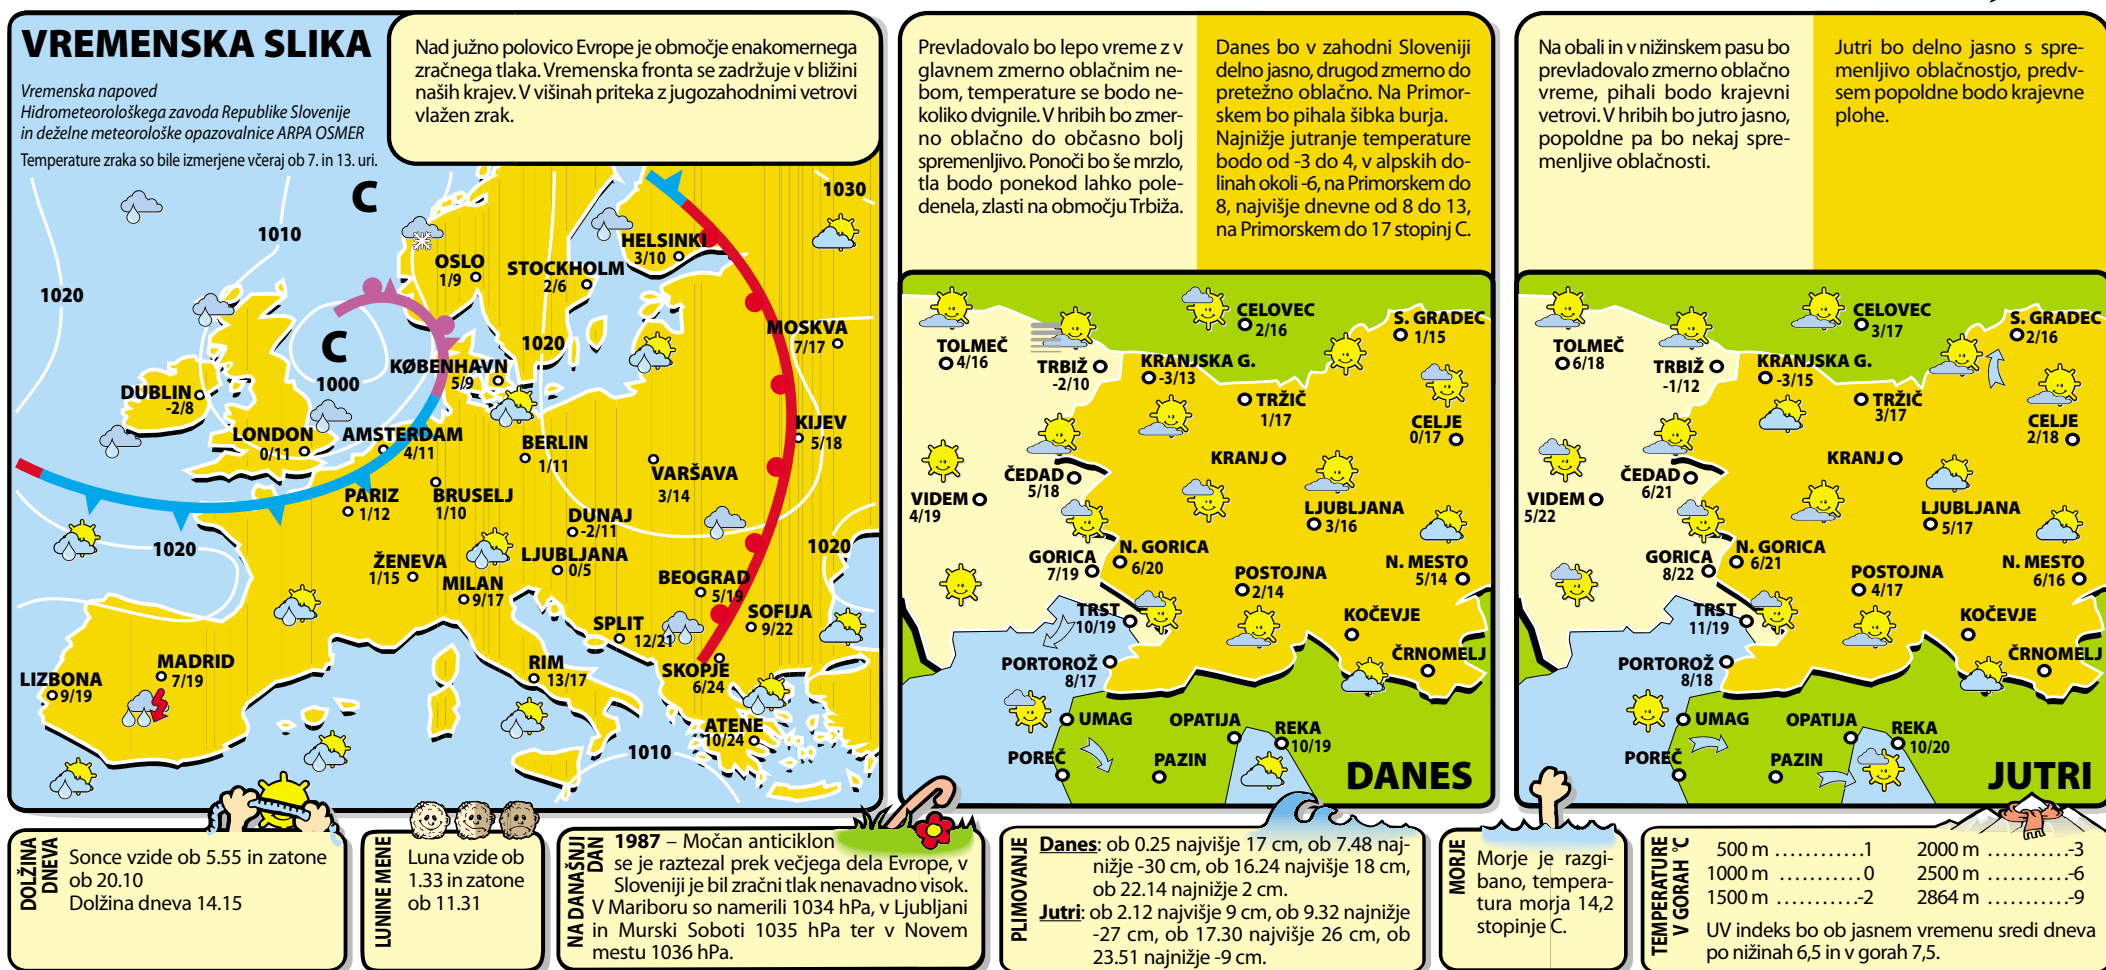 VREMENSKA SLIKA
Vremenska napoved
Hidrometeorološkega zavoda Republike Slovenije
in deželne meteorološke opazovalnice ARPA OSMER
Temperature zraka so bile izmerjene včeraj ob 7. in 13. uri.
Nad južno polovico Evrope je območje enakomernega
zračnega tlaka. Vremenska fronta se zadržuje v bližini
naših krajev. V višinah priteka z jugozahodnimi vetrovi
vlažen zrak.
C
1030
1010
HELSINKI
3/10
OSLO
1/9
STOCKHOLM
2/6
1020
MOSKVA
7/17
C
1020
1000
KØBENHAVN
5/9
DUBLIN
-2/8
LONDON
0/11
AMSTERDAM
4/11
BERLIN
1/11
KIJEV
5/18
VARŠAVA
3/14
PARIZ
1/12
BRUSELJ
1/10
DUNAJ
-2/11
1020
1020
ŽENEVA
1/15
LJUBLJANA
0/5
MILAN
9/17
BEOGRAD
5/19
SOFIJA
9/22
SPLIT
12/21
SKOPJE
6/24
MADRID
7/19
LIZBONA
9/19
RIM
13/17
ATENE
10/24
1010
Prevladovalo bo lepo vreme z v
glavnem zmerno oblačnim ne-
bom, temperature se bodo ne-
koliko dvignile. V hribih bo zmer-
no oblačno do občasno bolj
spremenljivo. Ponoči bo še mrzlo,
tla bodo ponekod lahko pole-
denela, zlasti na območju Trbiža.
Danes bo v zahodni Sloveniji
delno jasno, drugod zmerno do
pretežno oblačno. Na Primor-
skem bo pihala šibka burja.
Najnižje jutranje temperature
bodo od -3 do 4, v alpskih do-
linah okoli -6, na Primorskem do
8, najvišje dnevne od 8 do 13,
na Primorskem do 17 stopinj C.
CELOVEC
2/16
S. GRADEC
1/15
TOLMEČ
4/16
TRBIŽ
-2/10
KRANJSKA G.
-3/13
TRŽIČ
1/17
CELJE
0/17
KRANJ
ČEDAD
5/18
VIDEM
4/19
LJUBLJANA
3/16
GORICA
7/19
N. GORICA
6/20
POSTOJNA
2/14
N. MESTO
5/14
TRST
10/19
KOČEVJE
PORTOROŽ
8/17
ČRNOMELJ
UMAG
OPATIJA
REKA
10/19
POREČ
PAZIN
DANES
Na obali in v nižinskem pasu bo
prevladovalo zmerno oblačno
vreme, pihali bodo krajevni
vetrovi. V hribih bo jutro jasno,
popoldne pa bo nekaj spre-
menljive oblačnosti.
Jutri bo delno jasno s spre-
menljivo oblačnostjo, predv-
sem popoldne bodo krajevne
plohe.
CELOVEC
3/17
S. GRADEC
2/16
TOLMEČ
6/18
TRBIŽ
-1/12
KRANJSKA G.
-3/15
TRŽIČ
3/17
CELJE
2/18
KRANJ
ČEDAD
6/21
VIDEM
5/22
LJUBLJANA
5/17
GORICA
8/22
N. GORICA
6/21
POSTOJNA
4/17
N. MESTO
6/16
TRST
11/19
KOČEVJE
PORTOROŽ
8/18
ČRNOMELJ
UMAG
OPATIJA
REKA
10/20
POREČ
PAZIN
JUTRI
DOLŽINA
DNEVA
Sonce vzide ob 5.55 in zatone
ob 20.10
Dolžina dneva 14.15
LUNINE MENE
Luna vzide ob
1.33 in zatone
ob 11.31
NA DANAŠNJI
DAN
1987 – Močan anticiklon
se je raztezal prek večjega dela Evrope, v
Sloveniji je bil zračni tlak nenavadno visok.
V Mariboru so namerili 1034 hPa, v Ljubljani
in Murski Soboti 1035 hPa ter v Novem
mestu 1036 hPa.
PLIMOVANJE
Danes: ob 0.25 najvišje 17 cm, ob 7.48 naj-
nižje -30 cm, ob 16.24 najvišje 18 cm,
ob 22.14 najnižje 2 cm.
Jutri: ob 2.12 najvišje 9 cm, ob 9.32 najnižje
-27 cm, ob 17.30 najvišje 26 cm, ob
23.51 najnižje -9 cm.
MORJE
Morje je razgi-
bano, tempera-
tura morja 14,2
stopinje C.
TEMPERATURE
V GORAH °C
500 m ...........1
1000 m ..........0
1500 m ...........-2
2000 m ...........-3
2500 m ...........-6
2864 m ...........-9
UV indeks bo ob jasnem vremenu sredi dneva
po nižinah 6,5 in v gorah 7,5.